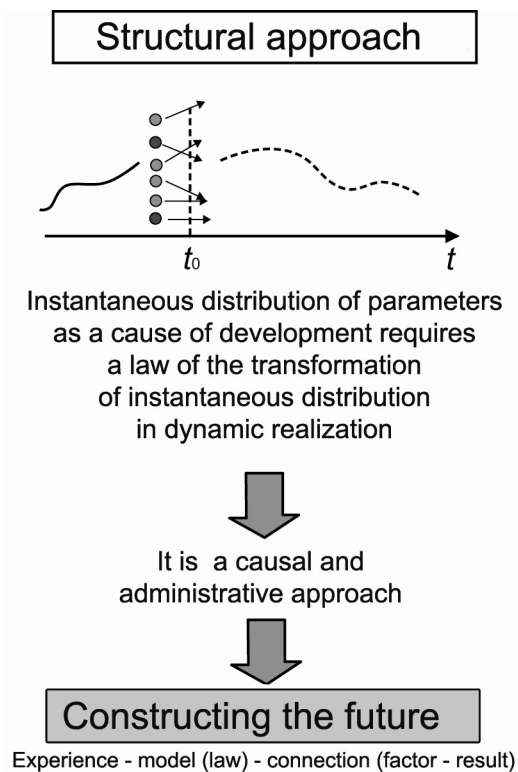 Structural approach
t0
t
Instantaneous distribution of parameters
as a cause of development requires
a law of the transformation
of instantaneous distribution
in dynamic realization
It is a causal and
administrative approach
Constructing the future
Experience - model (law) - connection (factor - result)